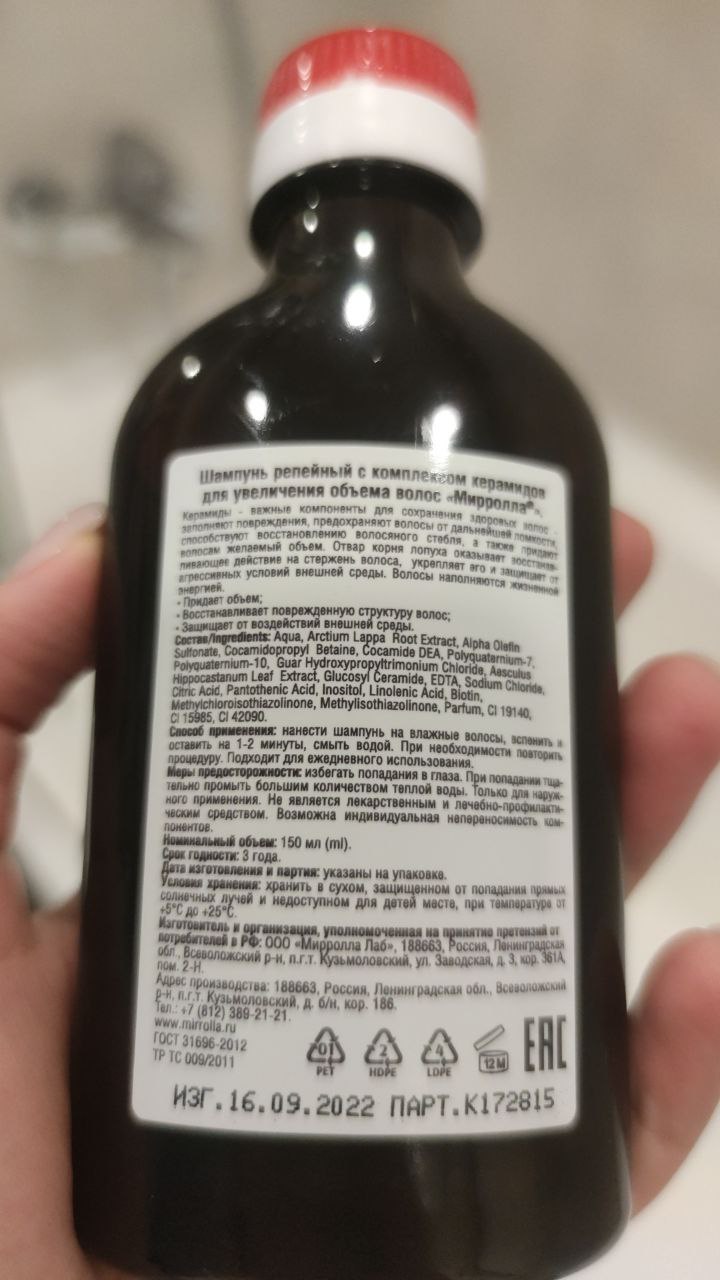 Шампунь репейный с комплексом керамидов
для увеличения объема волос «Мирролла®».
Керамиды - важные компоненты для сохранения здоровых волос -
заполняют повреждения, предохраняют волосы от дальнейшей ломкости,
способствуют восстановлению волосяного стебля, а также придают
волосам желаемый объем. Отвар корня лопуха оказывает восстанав-
ливающее действие на стержень волоса, укрепляет его и защищает от
агрессивных условий внешней среды. Волосы наполняются жизненной
энергией.
- Придает объем;
- Восстанавливает поврежденную структуру волос;
- Защищает от воздействий внешней среды.
Состав/Ingredients: Aqua, Arctium Lappa Root Extract, Alpha Olefin
Sulfonate, Cocamidopropyl Betaine, Cocamide DEA, Polyquaternium-7,
Polyquaternium-10, Guar Hydroxypropyltrimonium Chloride, Aesculus
Hippocastanum Leaf Extract, Glucosyl Ceramide, EDTA, Sodium Chloride,
Citric Acid, Pantothenic Acid, Inositol, Linolenic Acid, Biotin,
Methylchloroisothiazolinone, Methylisothiazolinone, Parfum, CI 19140,
CI 15985, CI 42090.
Способ применения: нанести шампунь на влажные волосы, вспенить и
оставить на 1-2 минуты, смыть водой. При необходимости повторить
процедуру. Подходит для ежедневного использования.
Меры предосторожности: избегать попадания в глаза. При попадании тща-
тельно промыть большим количеством теплой воды. Только для наруж-
ного применения. Не является лекарственным и лечебно-профилакти-
ческим средством. Возможна индивидуальная непереносимость ком-
понентов.
Номинальный объем: 150 мл (ml).
Срок годности: 3 года.
Дата изготовления и партия: указаны на упаковке.
Условия хранения: хранить в сухом, защищенном от попадания прямых
солнечных лучей и недоступном для детей месте, при температуре от
+5°C до +25°C.
Изготовитель и организация, уполномоченная на принятие претензий от
потребителей в РФ: ООО «Мирролла Лаб», 188663, Россия, Ленинградская
обл., Всеволожский р-н, п.г.т. Кузьмоловский, ул. Заводская, д. 3, кор. 361А,
пом. 2-Н.
Адрес производства: 188663, Россия, Ленинградская обл., Всеволожский
р-н, п.г.т. Кузьмоловский, д. б/н, кор. 186.
Тел.: +7 (812) 389-21-21.
www.mirrolla.ru
ГОСТ 31696-2012
ТР ТС 009/2011
01 PET
2 HDPE
4 LDPE
12 M
EAC
ИЗГ.16.09.2022 ПАРТ.К172815